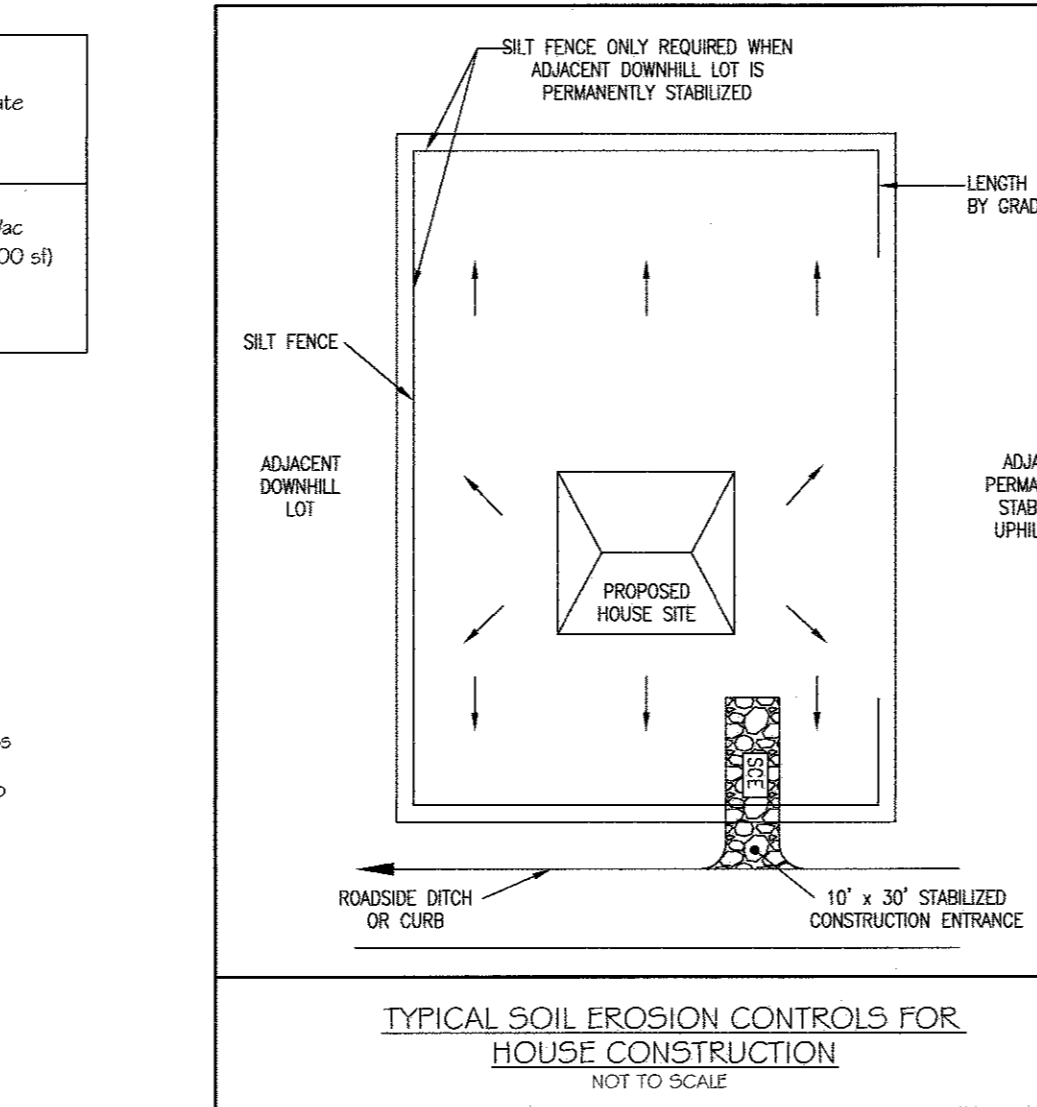 SILT FENCE ONLY REQUIRED WHEN
ADJACENT DOWNHILL LOT IS
PERMANENTLY STABILIZED
LENGTH
SILT FENCE
ADJACENT
DOWNHILL
LOT
PROPOSED
HOUSE SITE
SCE
ROADSIDE DITCH
OR CURB
10' x 30' STABILIZED
CONSTRUCTION ENTRANCE
TYPICAL SOIL EROSION CONTROLS FOR
HOUSE CONSTRUCTION
NOT TO SCALE
BY GRAD
ADJA
PERMA
STAB
UPHIL
ate
/ac
00 sf)